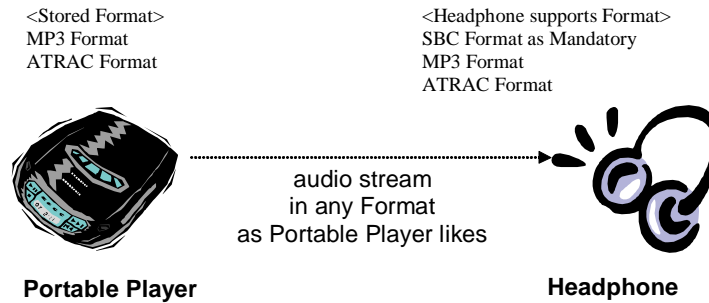 <Stored Format>
MP3 Format
ATRAC Format
<Headphone supports Format>
SBC Format as Mandatory
MP3 Format
ATRAC Format
audio stream
in any Format
as Portable Player likes
Portable Player
Headphone